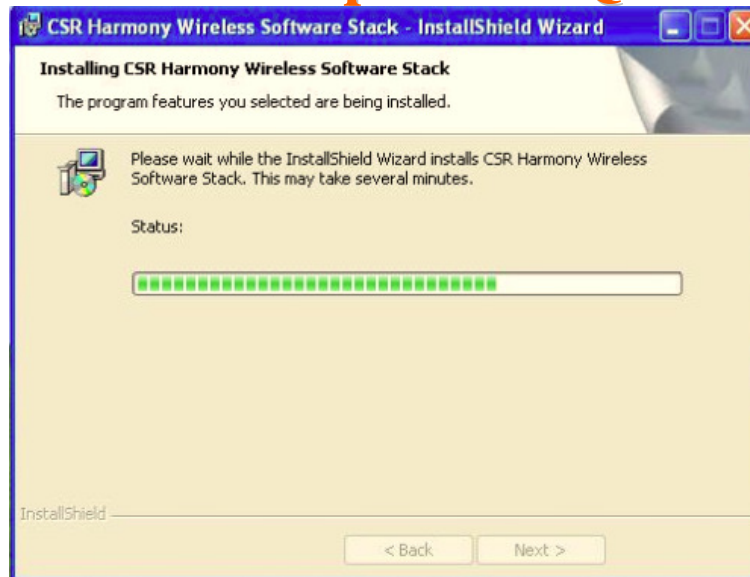 CSR Harmony Wireless Software Stack - InstallShield Wizard
Installing CSR Harmony Wireless Software Stack
The program features you selected are being installed.
Please wait while the InstallShield Wizard installs CSR Harmony Wireless
Software Stack. This may take several minutes.
Status:
InstallShield
< Back
Next >